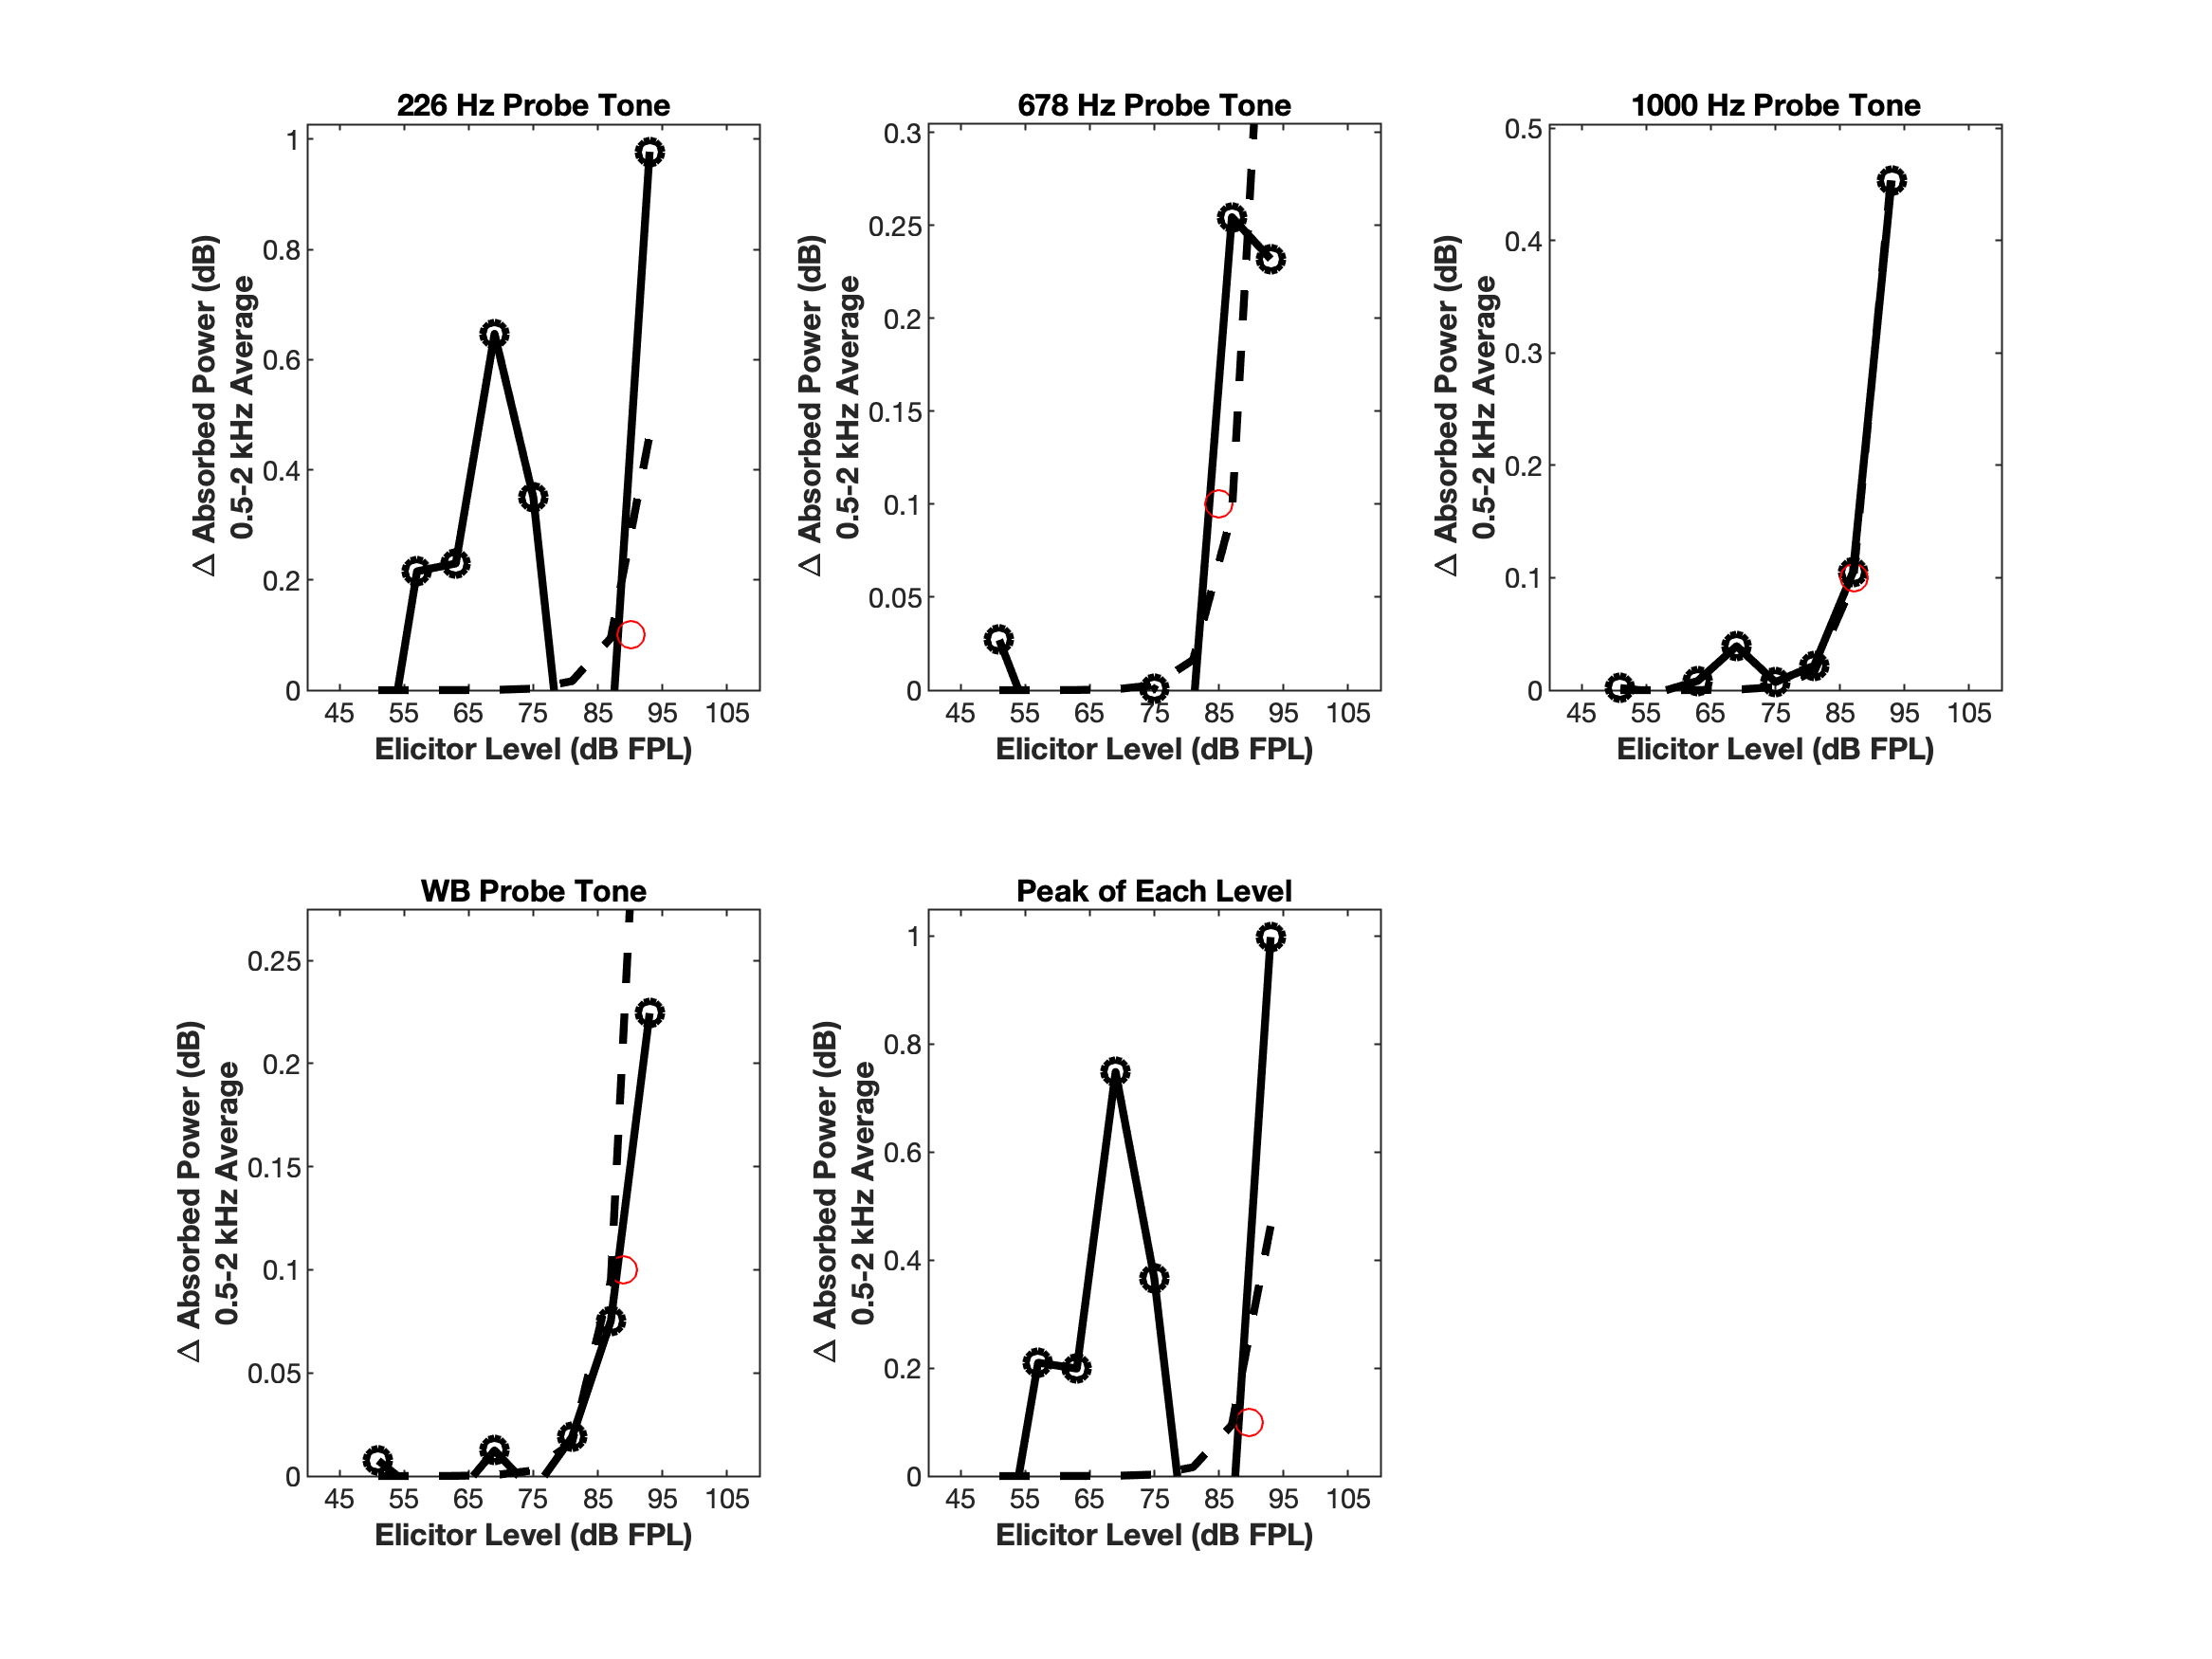 226 Hz Probe Tone
1
0.8
0.6
0.4
0.2
0
45 55 65 75 85 95 105
Elicitor Level (dB FPL)
Δ Absorbed Power (dB)
0.5-2 kHz Average
678 Hz Probe Tone
0.3
0.25
0.2
0.15
0.1
0.05
0
45 55 65 75 85 95 105
Elicitor Level (dB FPL)
Δ Absorbed Power (dB)
0.5-2 kHz Average
1000 Hz Probe Tone
0.5
0.4
0.3
0.2
0.1
0
45 55 65 75 85 95 105
Elicitor Level (dB FPL)
Δ Absorbed Power (dB)
0.5-2 kHz Average
WB Probe Tone
0.25
0.2
0.15
0.1
0.05
0
45 55 65 75 85 95 105
Elicitor Level (dB FPL)
Δ Absorbed Power (dB)
0.5-2 kHz Average
Peak of Each Level
1
0.8
0.6
0.4
0.2
0
45 55 65 75 85 95 105
Elicitor Level (dB FPL)
Δ Absorbed Power (dB)
0.5-2 kHz Average